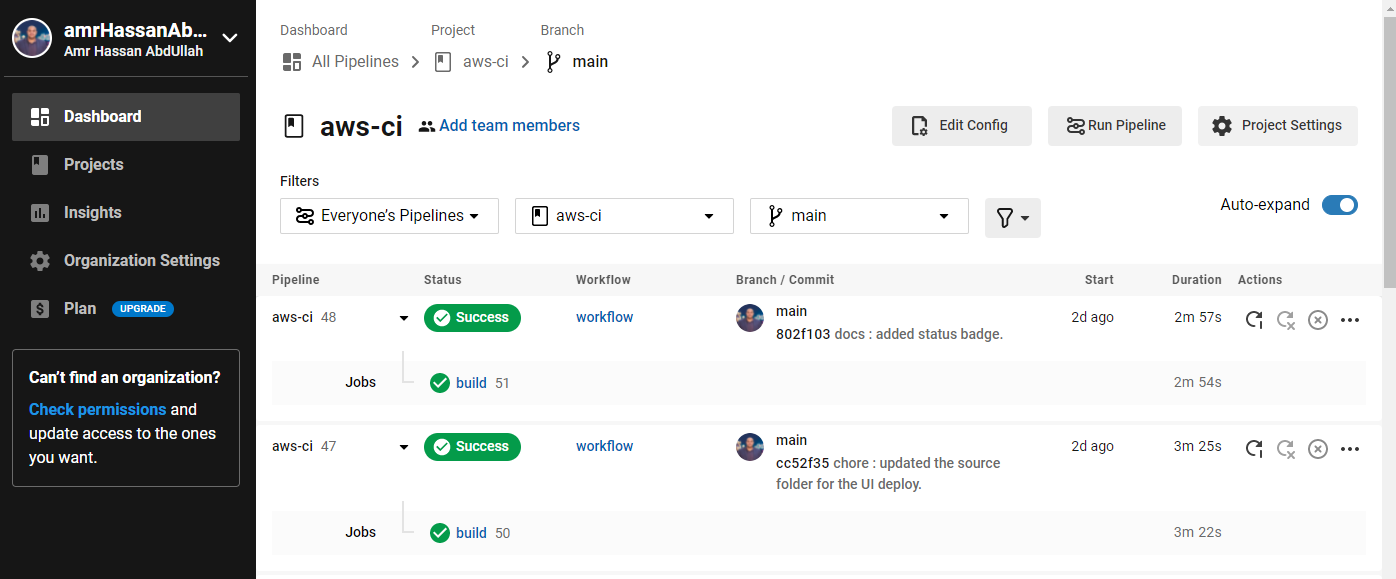 amrHassanAb...
Amr Hassan AbdUllah
Dashboard
Projects
Insights
Organization Settings
Plan UPGRADE
Can't find an organization?
Check permissions and
update access to the ones
you want.
Dashboard Project Branch
All Pipelines aws-ci main
aws-ci Add team members Edit Config Run Pipeline Project Settings
Filters
Everyone's Pipelines aws-ci main Auto-expand
Pipeline Status Workflow Branch / Commit Start Duration Actions
aws-ci 48 Success workflow main 2d ago 2m 57s
802f103 docs : added status badge.
Jobs build 51 2m 54s
aws-ci 47 Success workflow main 2d ago 3m 25s
cc52f35 chore : updated the source
folder for the UI deploy.
Jobs build 50 3m 22s